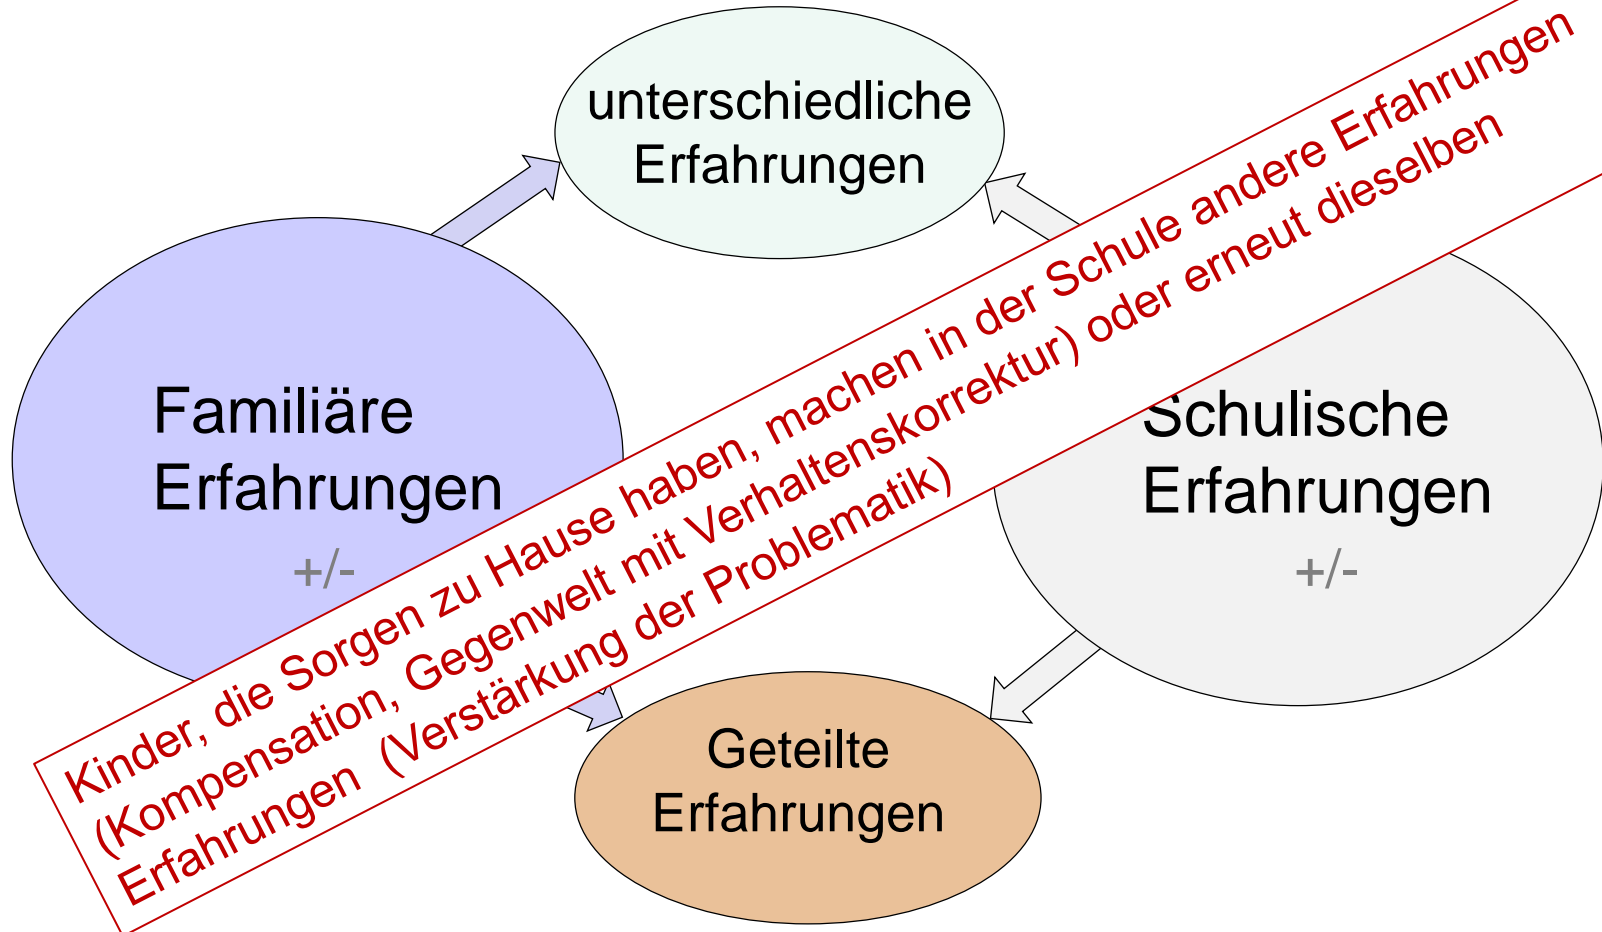 unterschiedliche
Erfahrungen
Familiäre
Erfahrungen
+/-
Kinder, die Sorgen zu Hause haben, machen in der Schule andere Erfahrungen
(Kompensation, Gegenwelt mit Verhaltenskorrektur) oder erneut dieselben
Erfahrungen (Verstärkung der Problematik)
Schulische
Erfahrungen
+/-
Geteilte
Erfahrungen